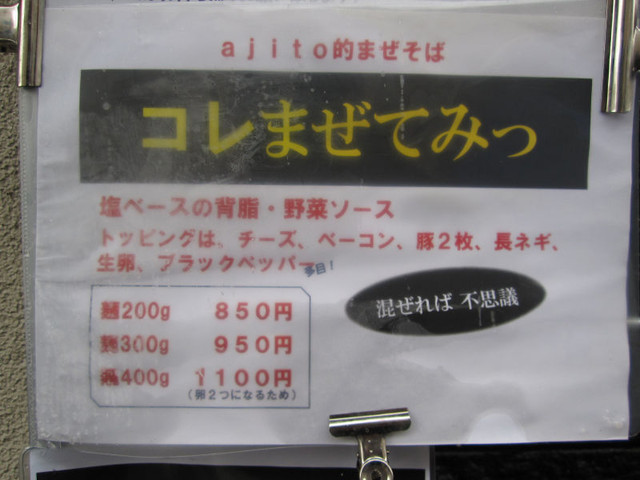 ajito的まぜそば
コレまぜてみっ
塩ベースの背脂・野菜ソース
トッピングは、チーズ、ベーコン、豚2枚、長ネギ、
生卵、ブラックペッパー多目!
麺200g 850円
麺300g 950円
麺400g 1100円
(卵2つになるため)
混ぜれば 不思議